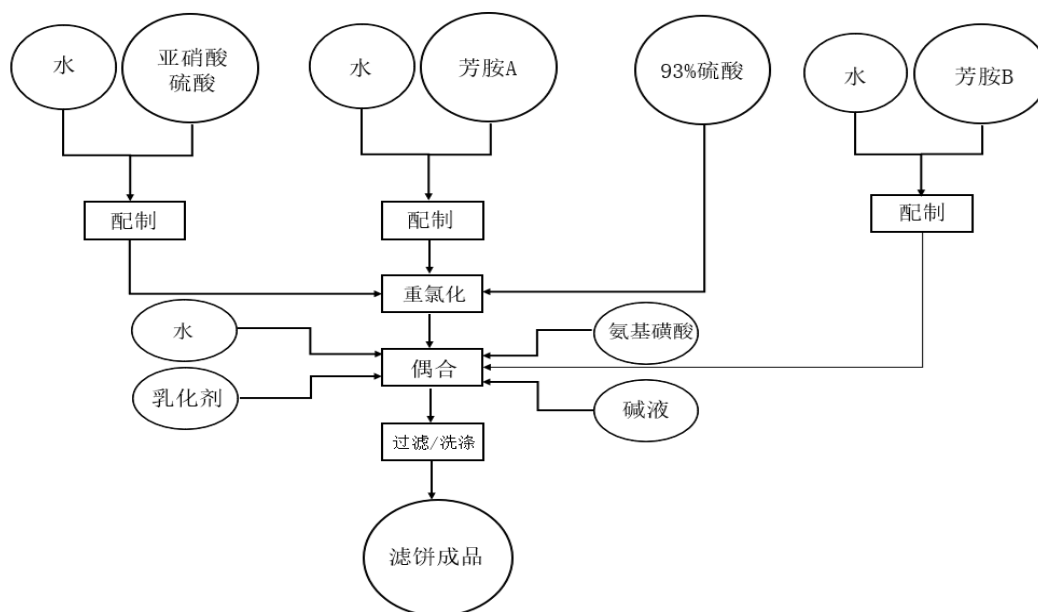 水
亚硝酸
硫酸
水
芳胺A
93%硫酸
水
芳胺B
配制
配制
配制
重氯化
水
氨基磺酸
偶合
乳化剂
碱液
过滤/洗涤
滤饼成品